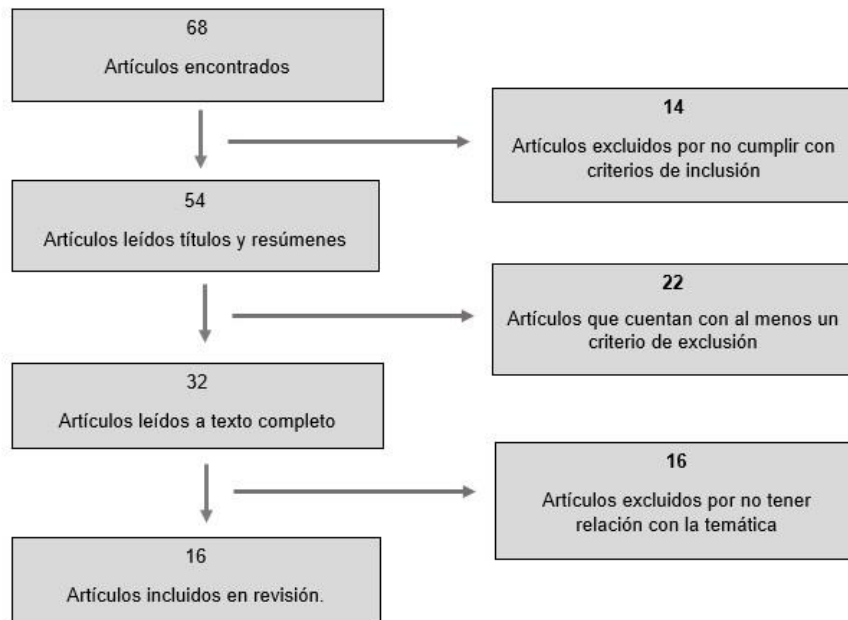 68
Artículos encontrados
14
Artículos excluidos por no cumplir con
criterios de inclusión
54
Artículos leídos títulos y resúmenes
22
Artículos que cuentan con al menos un
criterio de exclusión
32
Artículos leídos a texto completo
16
Artículos excluidos por no tener
relación con la temática
16
Artículos incluidos en revisión.